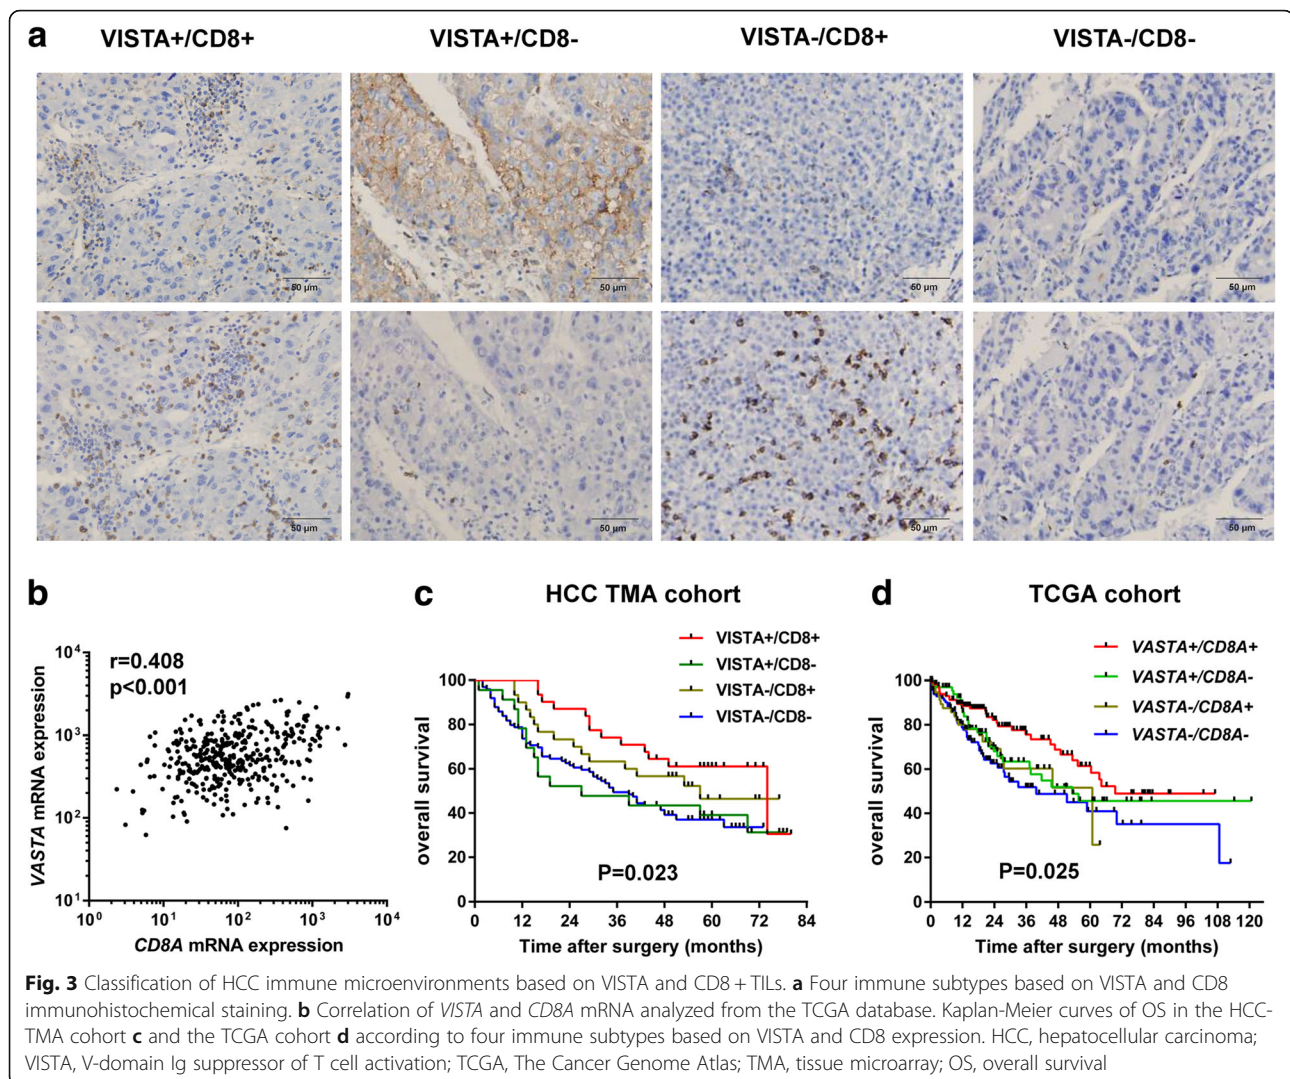 a
VISTA+/CD8+
VISTA+/CD8-
VISTA-/CD8+
VISTA-/CD8-
50 µm
50 µm
50 µm
50 µm
50 µm
50 µm
50 µm
50 µm
b
r=0.408
p<0.001
VASTA mRNA expression
10⁴
10³
10²
10¹
10⁰
10¹
10²
10³
10⁴
CD8A mRNA expression
c
HCC TMA cohort
VISTA+/CD8+
VISTA+/CD8-
VISTA-/CD8+
VISTA-/CD8-
overall survival
100
80
60
40
20
0
P=0.023
0 12 24 36 48 60 72 84
Time after surgery (months)
d
TCGA cohort
VASTA+/CD8A+
VASTA+/CD8A-
VASTA-/CD8A+
VASTA-/CD8A-
overall survival
100
80
60
40
20
0
P=0.025
0 12 24 36 48 60 72 84 96 108 120
Time after surgery (months)
Fig. 3 Classification of HCC immune microenvironments based on VISTA and CD8 + TILs. a Four immune subtypes based on VISTA and CD8
immunohistochemical staining. b Correlation of VISTA and CD8A mRNA analyzed from the TCGA database. Kaplan-Meier curves of OS in the HCC-
TMA cohort c and the TCGA cohort d according to four immune subtypes based on VISTA and CD8 expression. HCC, hepatocellular carcinoma;
VISTA, V-domain Ig suppressor of T cell activation; TCGA, The Cancer Genome Atlas; TMA, tissue microarray; OS, overall survival